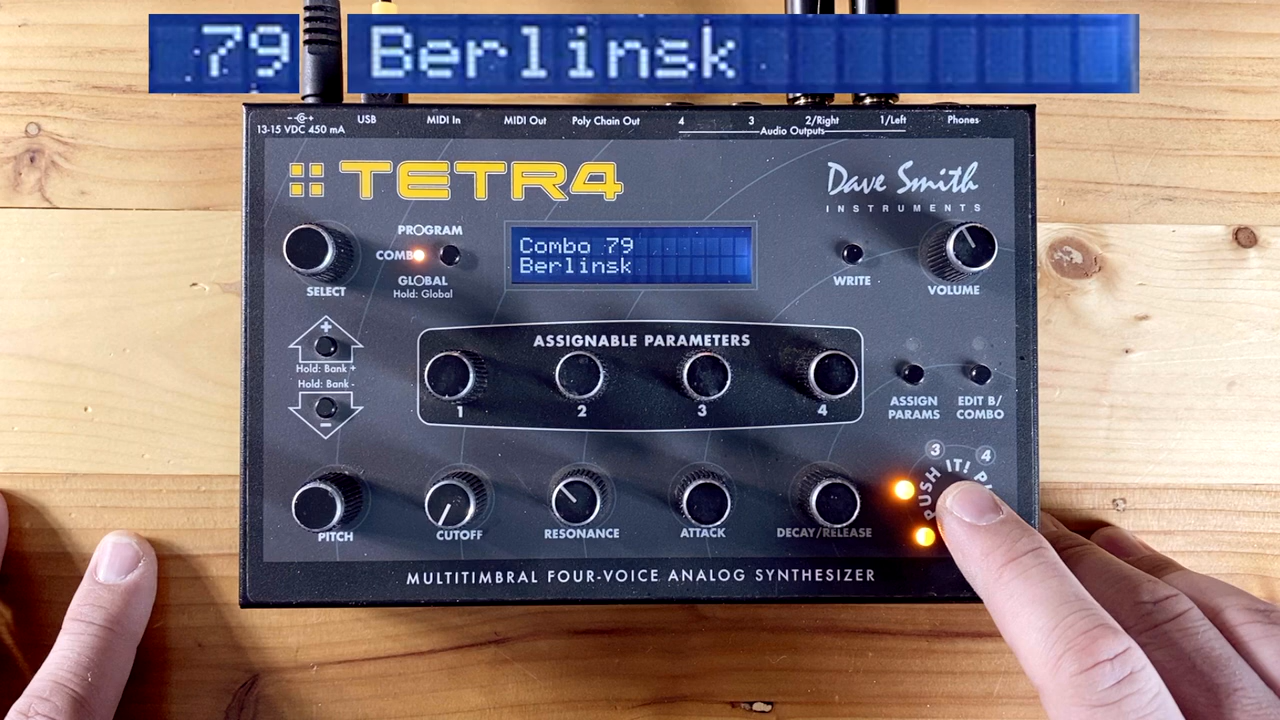 79 Berlinsk
13-15 VDC 450 mA
USB
MIDI In
MIDI Out
Poly Chain Out
4
3
2/Right
1/Left
Audio Outputs
Phones
TETR4
Dave Smith
INSTRUMENTS
PROGRAM
COMBO
GLOBAL
Hold: Global
SELECT
Combo 79
Berlinsk
WRITE
VOLUME
+
Hold: Bank +
Hold: Bank -
-
ASSIGNABLE PARAMETERS
1
2
3
4
ASSIGN
PARAMS
EDIT B/
COMBO
3
4
PUSH IT!
PITCH
CUTOFF
RESONANCE
ATTACK
DECAY/RELEASE
MULTITIMBRAL FOUR-VOICE ANALOG SYNTHESIZER